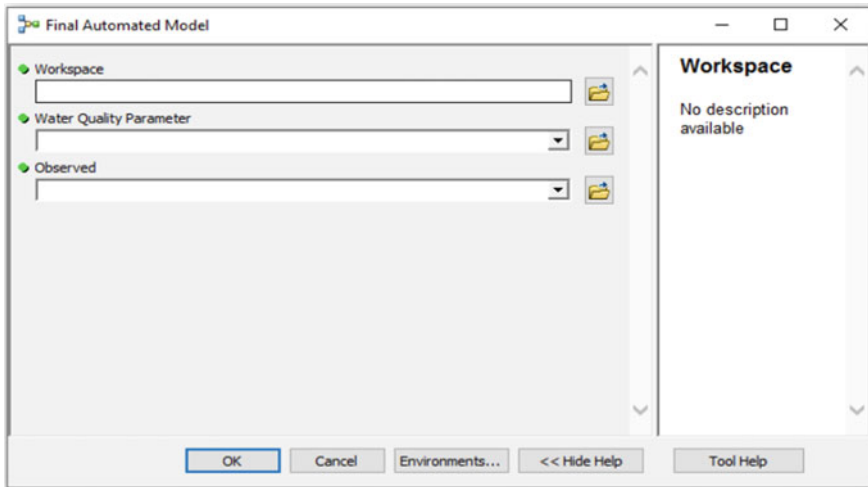 Final Automated Model
Workspace
Water Quality Parameter
Observed
Workspace
No description
available
OK
Cancel
Environments...
<< Hide Help
Tool Help